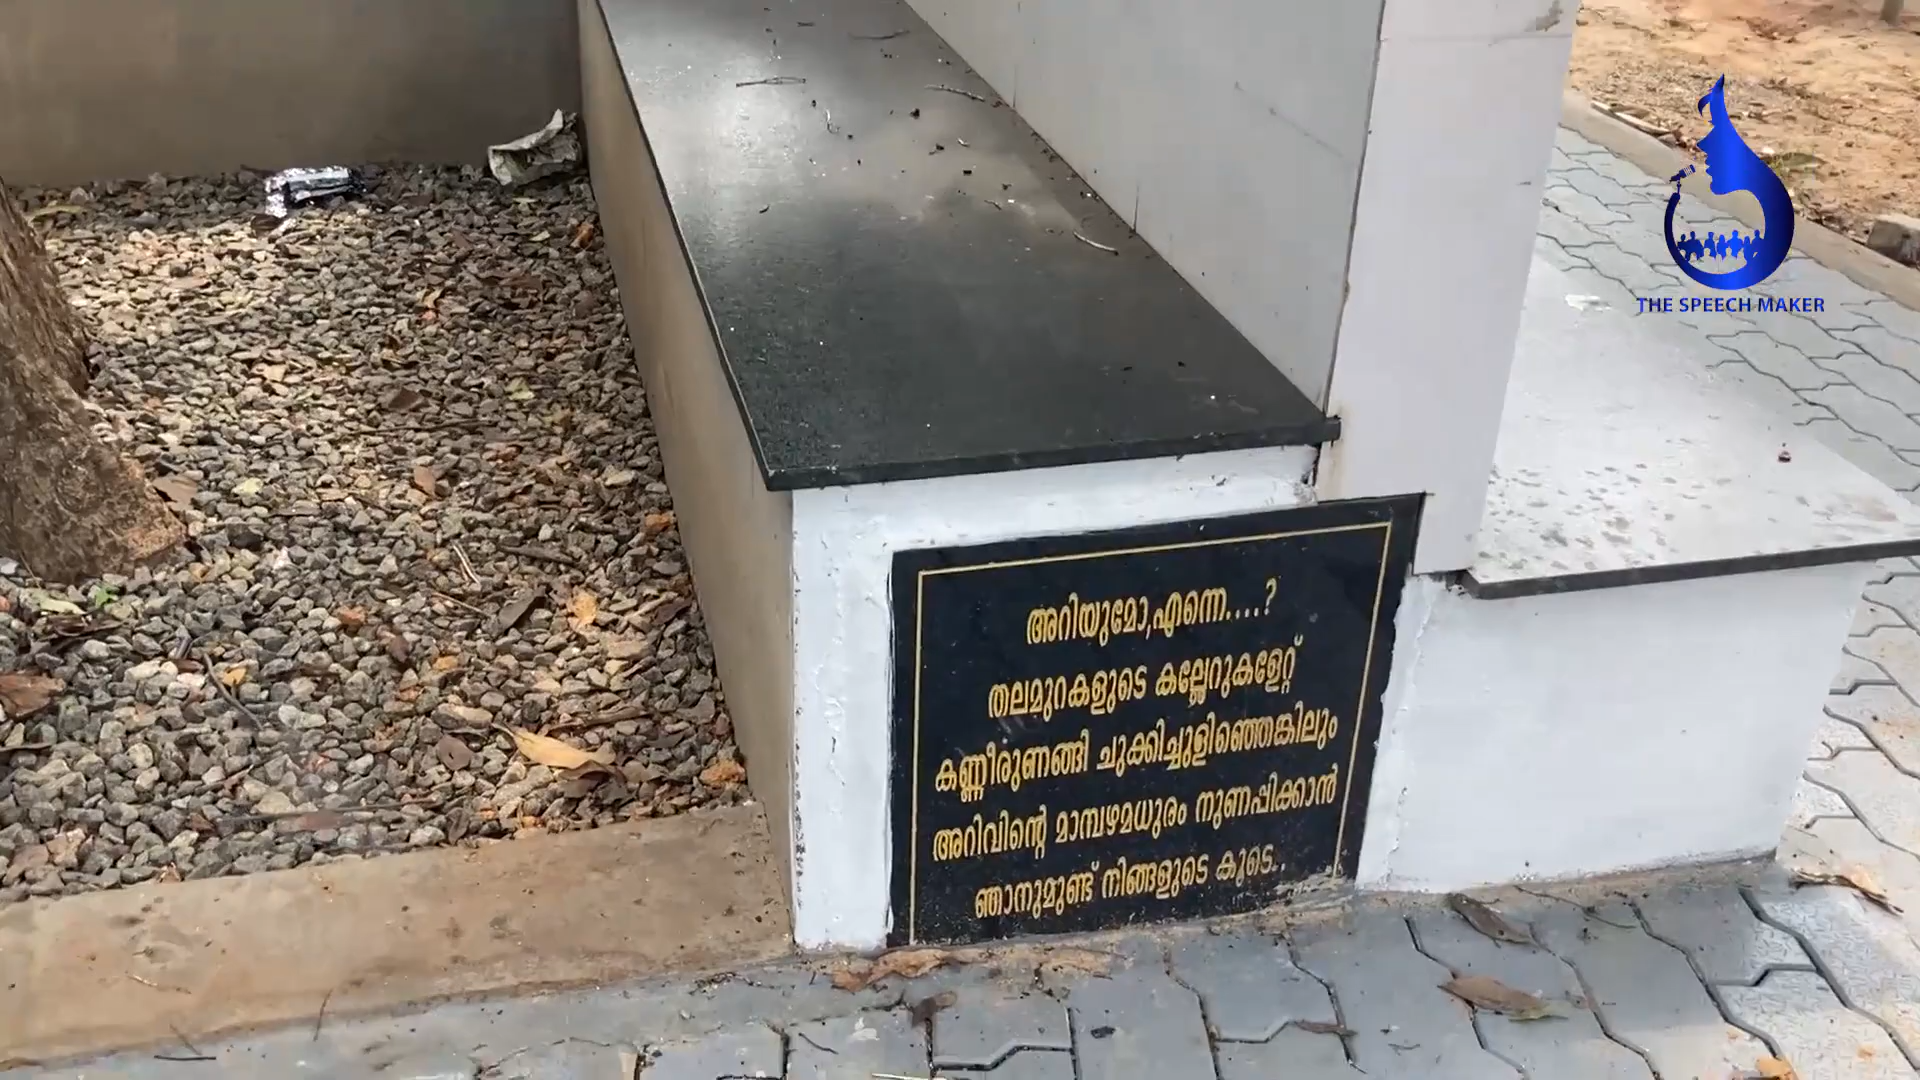 THE SPEECH MAKER
അറിയുമോ,എന്നെ....?
തലമുറകളുടെ കല്ലേറുകളേറ്റ്
കണ്ണീരുണങ്ങി ചുക്കിച്ചുളിഞ്ഞെങ്കിലും
അറിവിന്റെ മാമ്പഴമധുരം നുണപ്പിക്കാൻ
ഞാനുമുണ്ട് നിങ്ങളുടെ കൂടെ..